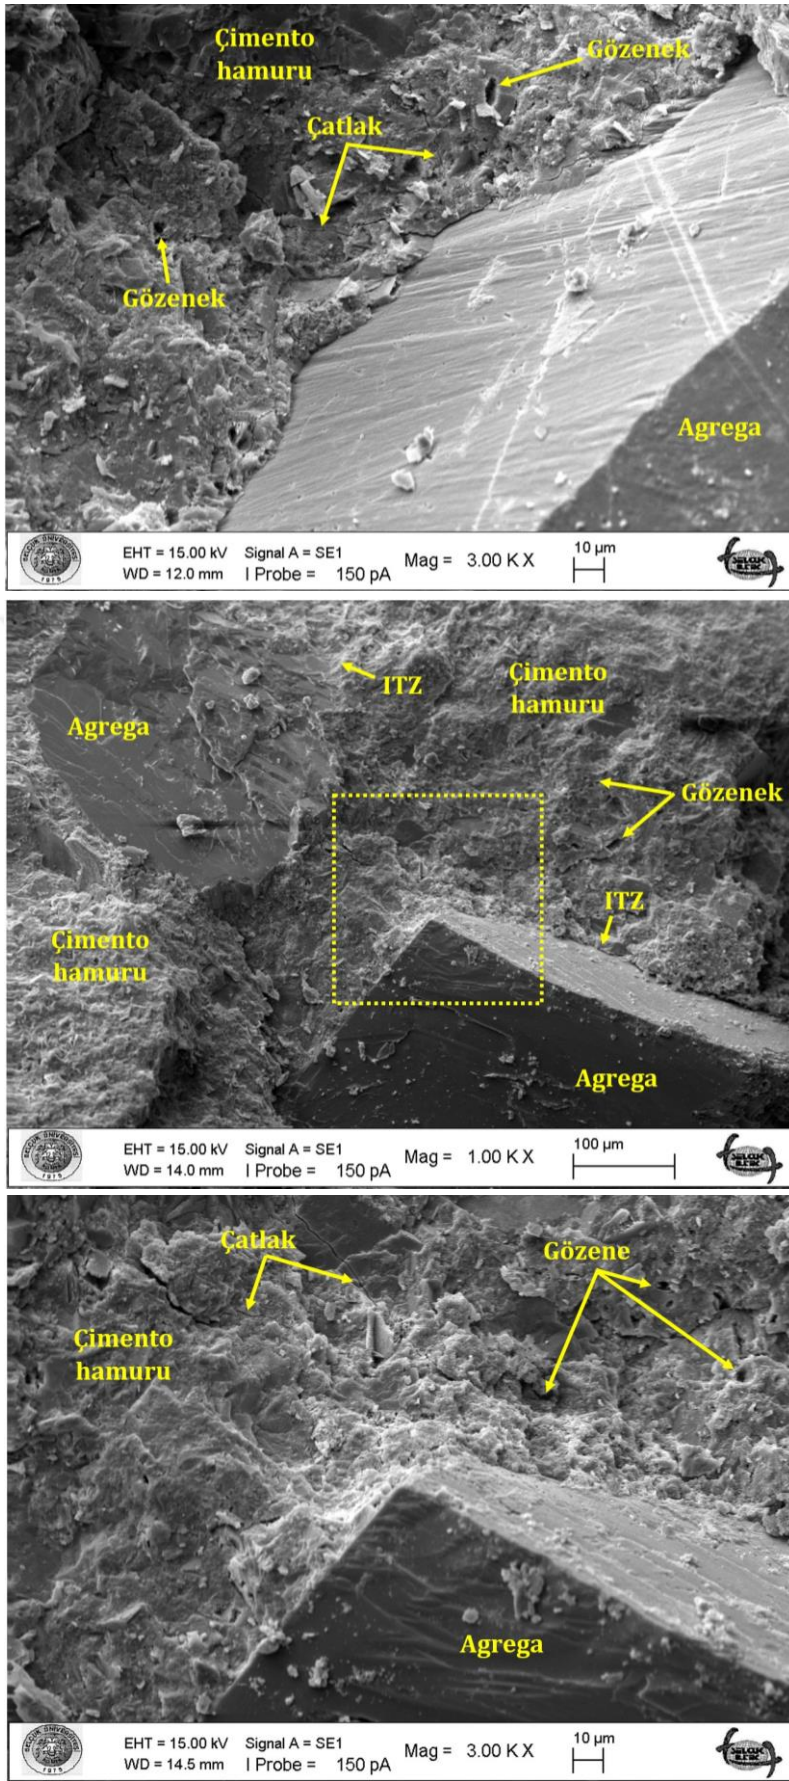 Çimento
hamuru
Gözenek
Çatlak
Gözenek
Agrega
EHT = 15.00 kV Signal A = SE1 Mag = 3.00 K X 10 µm
WD = 12.0 mm I Probe = 150 pA
1975
ITZ
Çimento
hamuru
Agrega
Gözenek
ITZ
Çimento
hamuru
Agrega
EHT = 15.00 kV Signal A = SE1 Mag = 1.00 K X 100 µm
WD = 14.0 mm I Probe = 150 pA
1975
Çatlak
Gözene
Çimento
hamuru
Agrega
EHT = 15.00 kV Signal A = SE1 Mag = 3.00 K X 10 µm
WD = 14.5 mm I Probe = 150 pA
1975